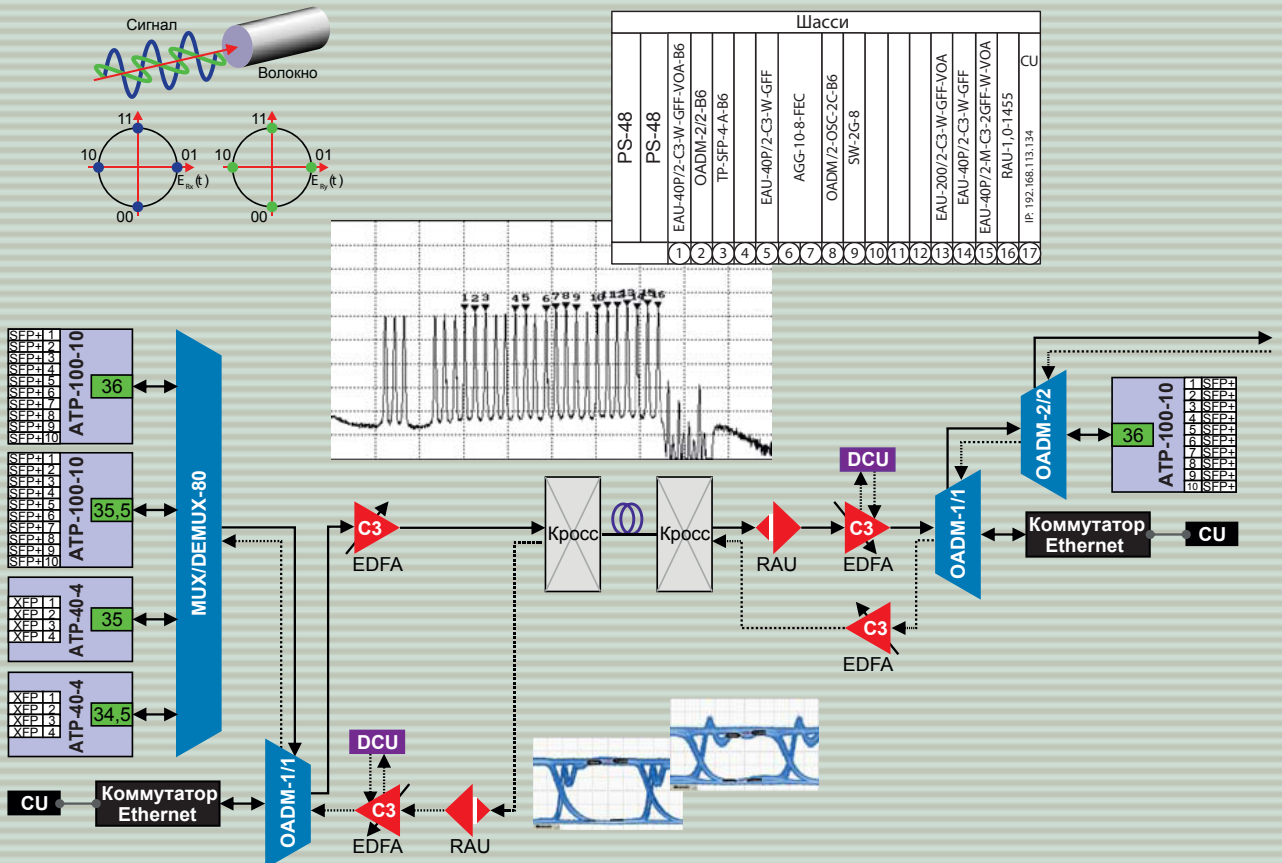 Сигнал
Волокно
11
10
01
00
E Rx (t)
11
10
01
00
E Ry (t)
Шасси
PS-48
PS-48
1 EAU-40P/2-C3-W-GFF-VOA-B6
2 OADM-2/2-B6
3 TP-SFP-4-A-B6
4
5 EAU-40P/2-C3-W-GFF
6 7 AGG-10-8-FEC
8 OADM/2-OSC-2C-B6
9 SW-2G-8
10
11
12
13 EAU-200/2-C3-W-GFF-VOA
14 EAU-40P/2-C3-W-GFF
15 EAU-40P/2-M-C3-2GFF-W-VOA
16 RAU-1,0-1455
17 IP: 192.168.113.134 CU
1 2 3 4 5 6 7 8 9 10 11 12 13 14 15 16
SFP+ 1
SFP+ 2
SFP+ 3
SFP+ 4
SFP+ 5
SFP+ 6
SFP+ 7
SFP+ 8
SFP+ 9
SFP+ 10
ATP-100-10
36
SFP+ 1
SFP+ 2
SFP+ 3
SFP+ 4
SFP+ 5
SFP+ 6
SFP+ 7
SFP+ 8
SFP+ 9
SFP+ 10
ATP-100-10
35,5
XFP 1
XFP 2
XFP 3
XFP 4
ATP-40-4
35
XFP 1
XFP 2
XFP 3
XFP 4
ATP-40-4
34,5
MUX/DEMUX-80
CU
Коммутатор
Ethernet
OADM-1/1
C3
EDFA
DCU
C3
EDFA
RAU
Кросс
Кросс
RAU
DCU
C3
EDFA
C3
EDFA
OADM-1/1
Коммутатор
Ethernet
CU
OADM-2/2
36
ATP-100-10
1 SFP+
2 SFP+
3 SFP+
4 SFP+
5 SFP+
6 SFP+
7 SFP+
8 SFP+
9 SFP+
10 SFP+